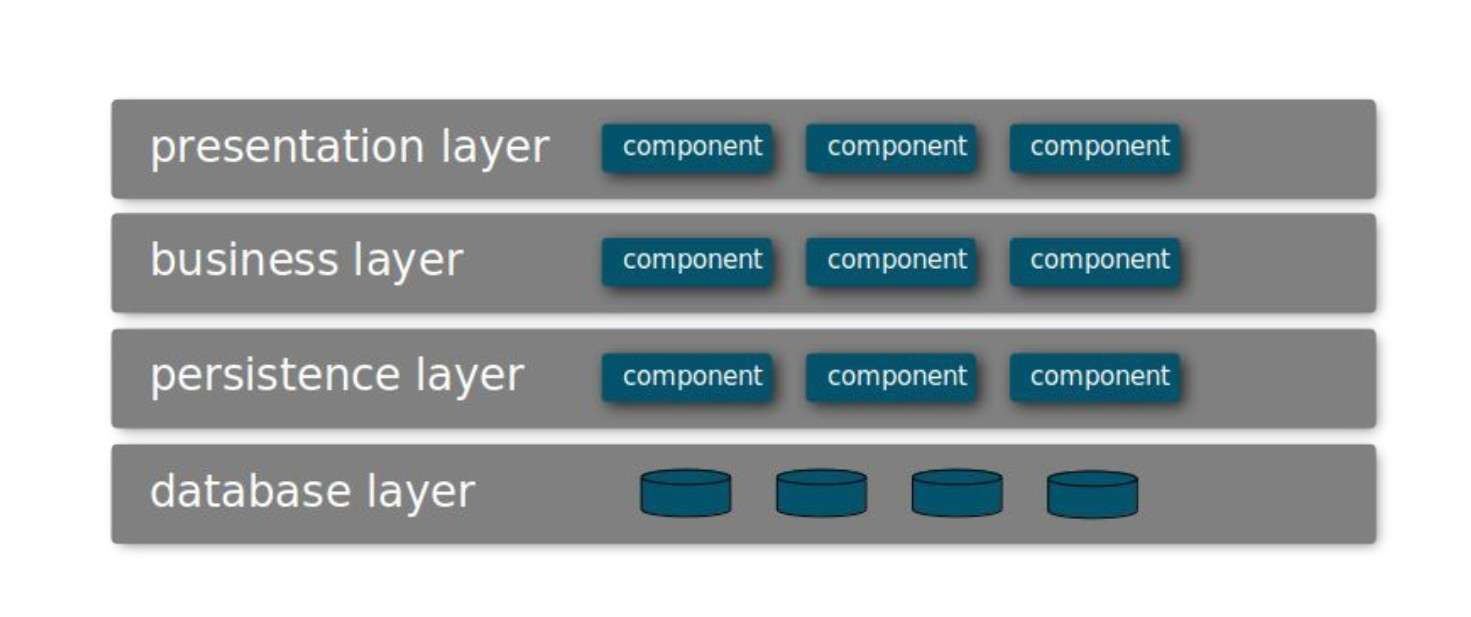 presentation layer component component component
business layer component component component
persistence layer component component component
database layer